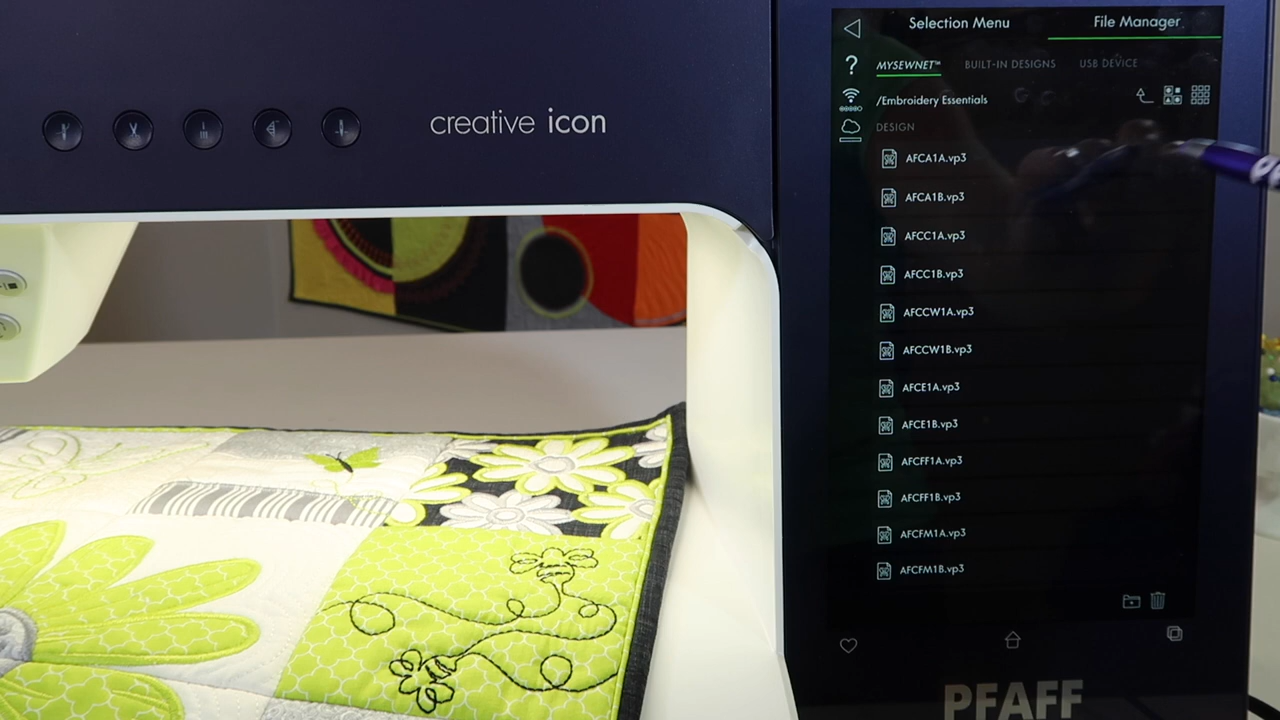 creative icon
Selection Menu File Manager
MYSEWNET™ BUILT-IN DESIGNS USB DEVICE
/Embroidery Essentials
DESIGN
AFCA1A.vp3
AFCA1B.vp3
AFCC1A.vp3
AFCC1B.vp3
AFCCW1A.vp3
AFCCW1B.vp3
AFCE1A.vp3
AFCE1B.vp3
AFCFF1A.vp3
AFCFF1B.vp3
AFCFM1A.vp3
AFCFM1B.vp3
PFAFF